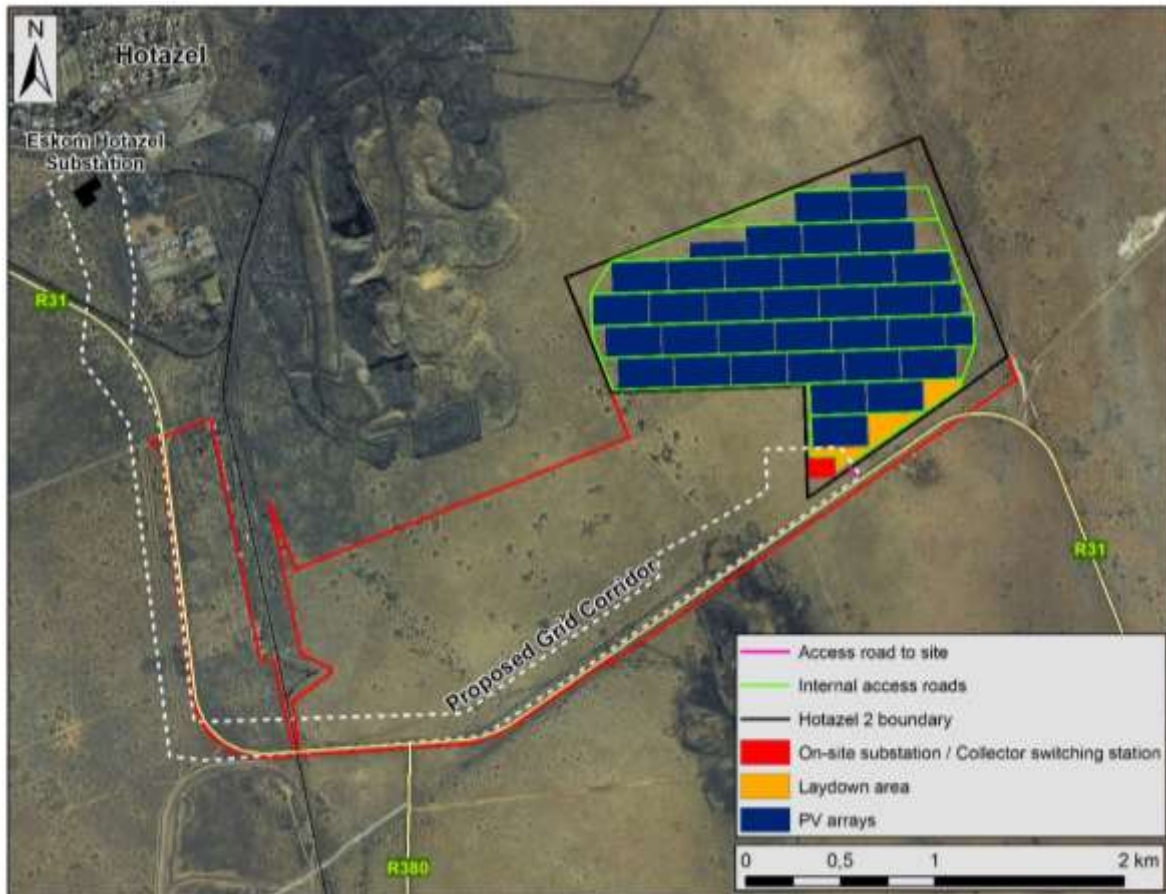 N
Hotazel
Eskom Hotazel
Substation
R31
Proposed Grid Corridor
R31
R380
Access road to site
Internal access roads
Hotazel 2 boundary
On-site substation / Collector switching station
Laydown area
PV arrays
0 0,5 1 2 km